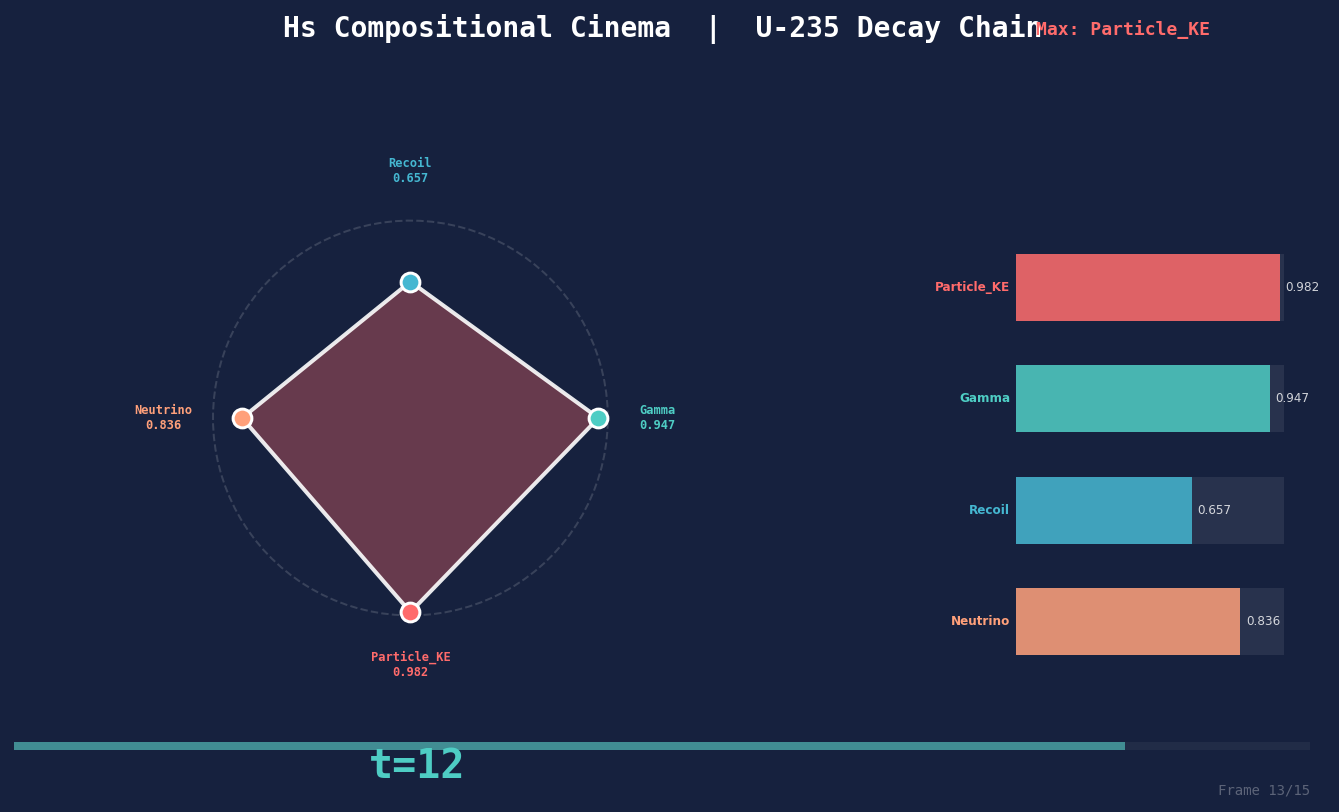 Hs Compositional Cinema | U-235 Decay Chain
Max: Particle_KE
Recoil
0.657
Neutrino
0.836
Gamma
0.947
Particle_KE
0.982
Particle_KE 0.982
Gamma 0.947
Recoil 0.657
Neutrino 0.836
t=12
Frame 13/15